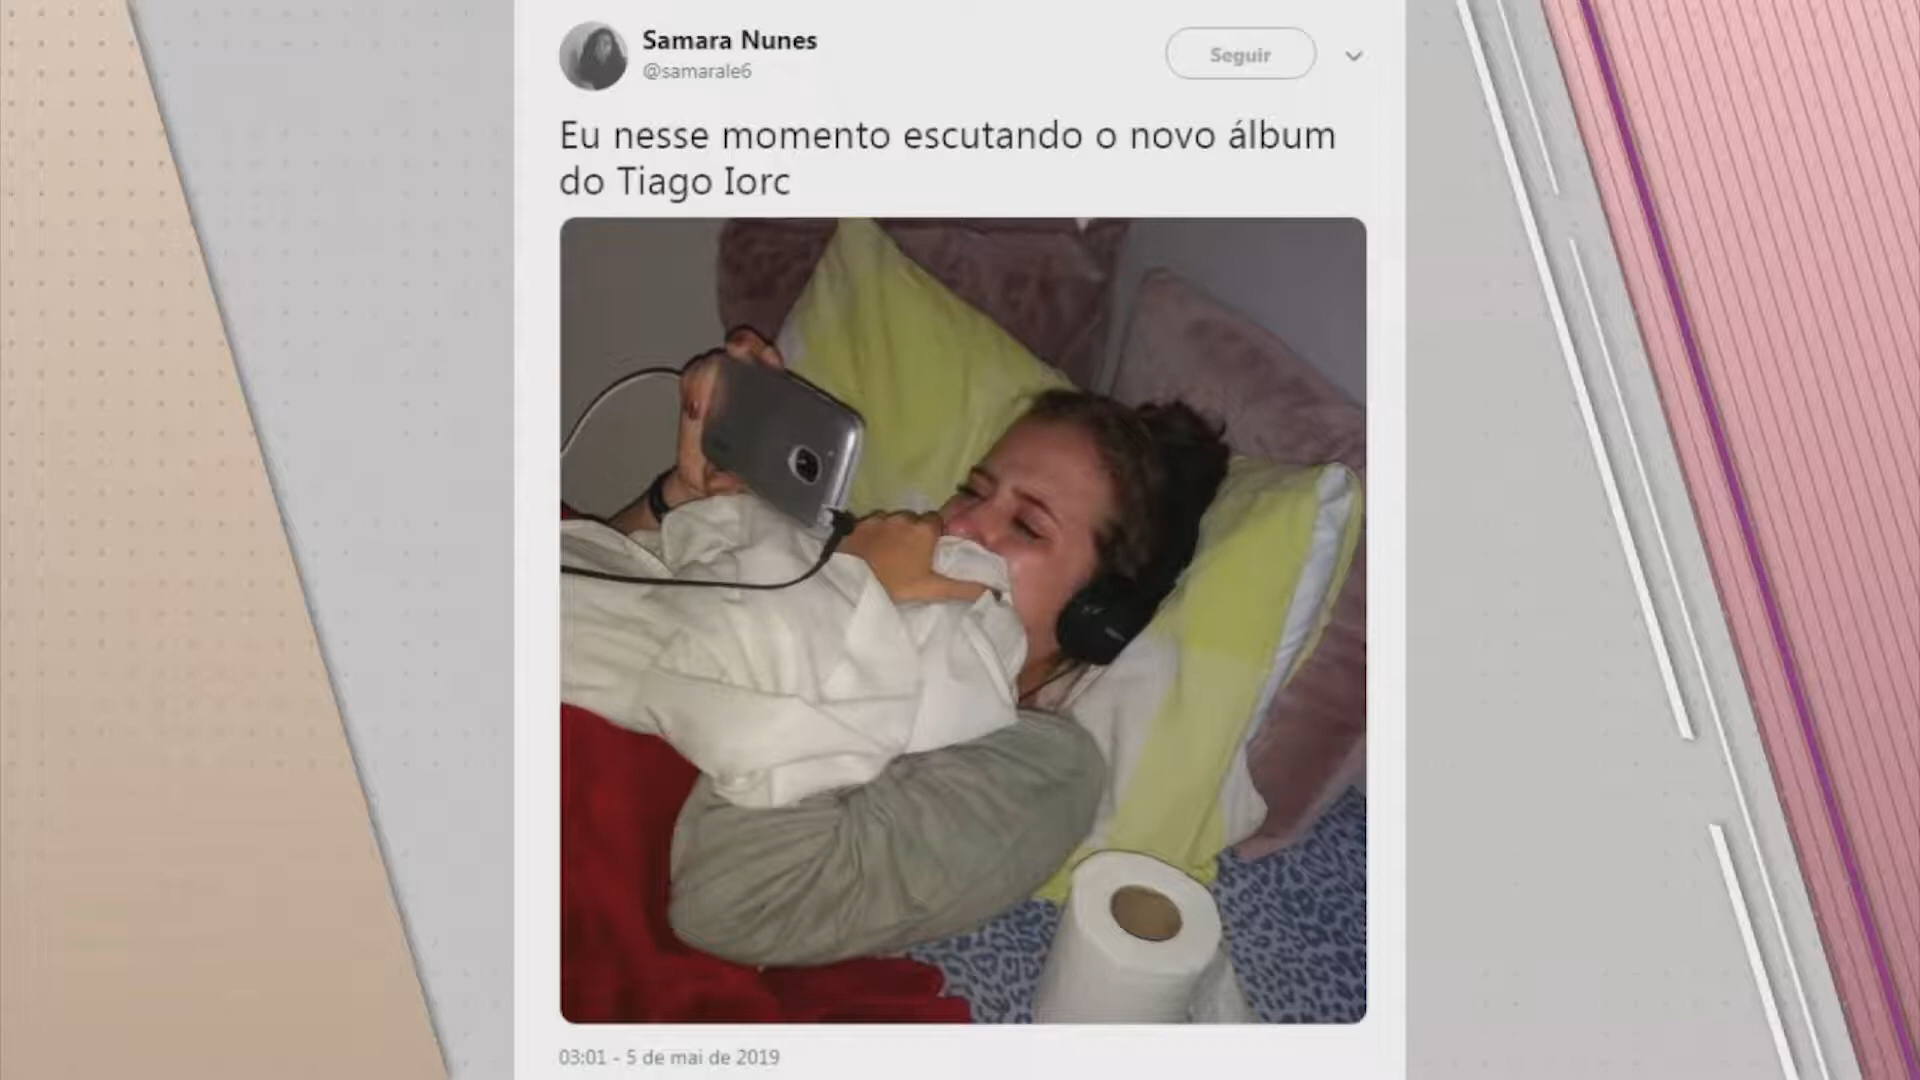 Samara Nunes
@samarale6
Seguir
Eu nesse momento escutando o novo álbum
do Tiago Iorc
03:01 - 5 de mai de 2019